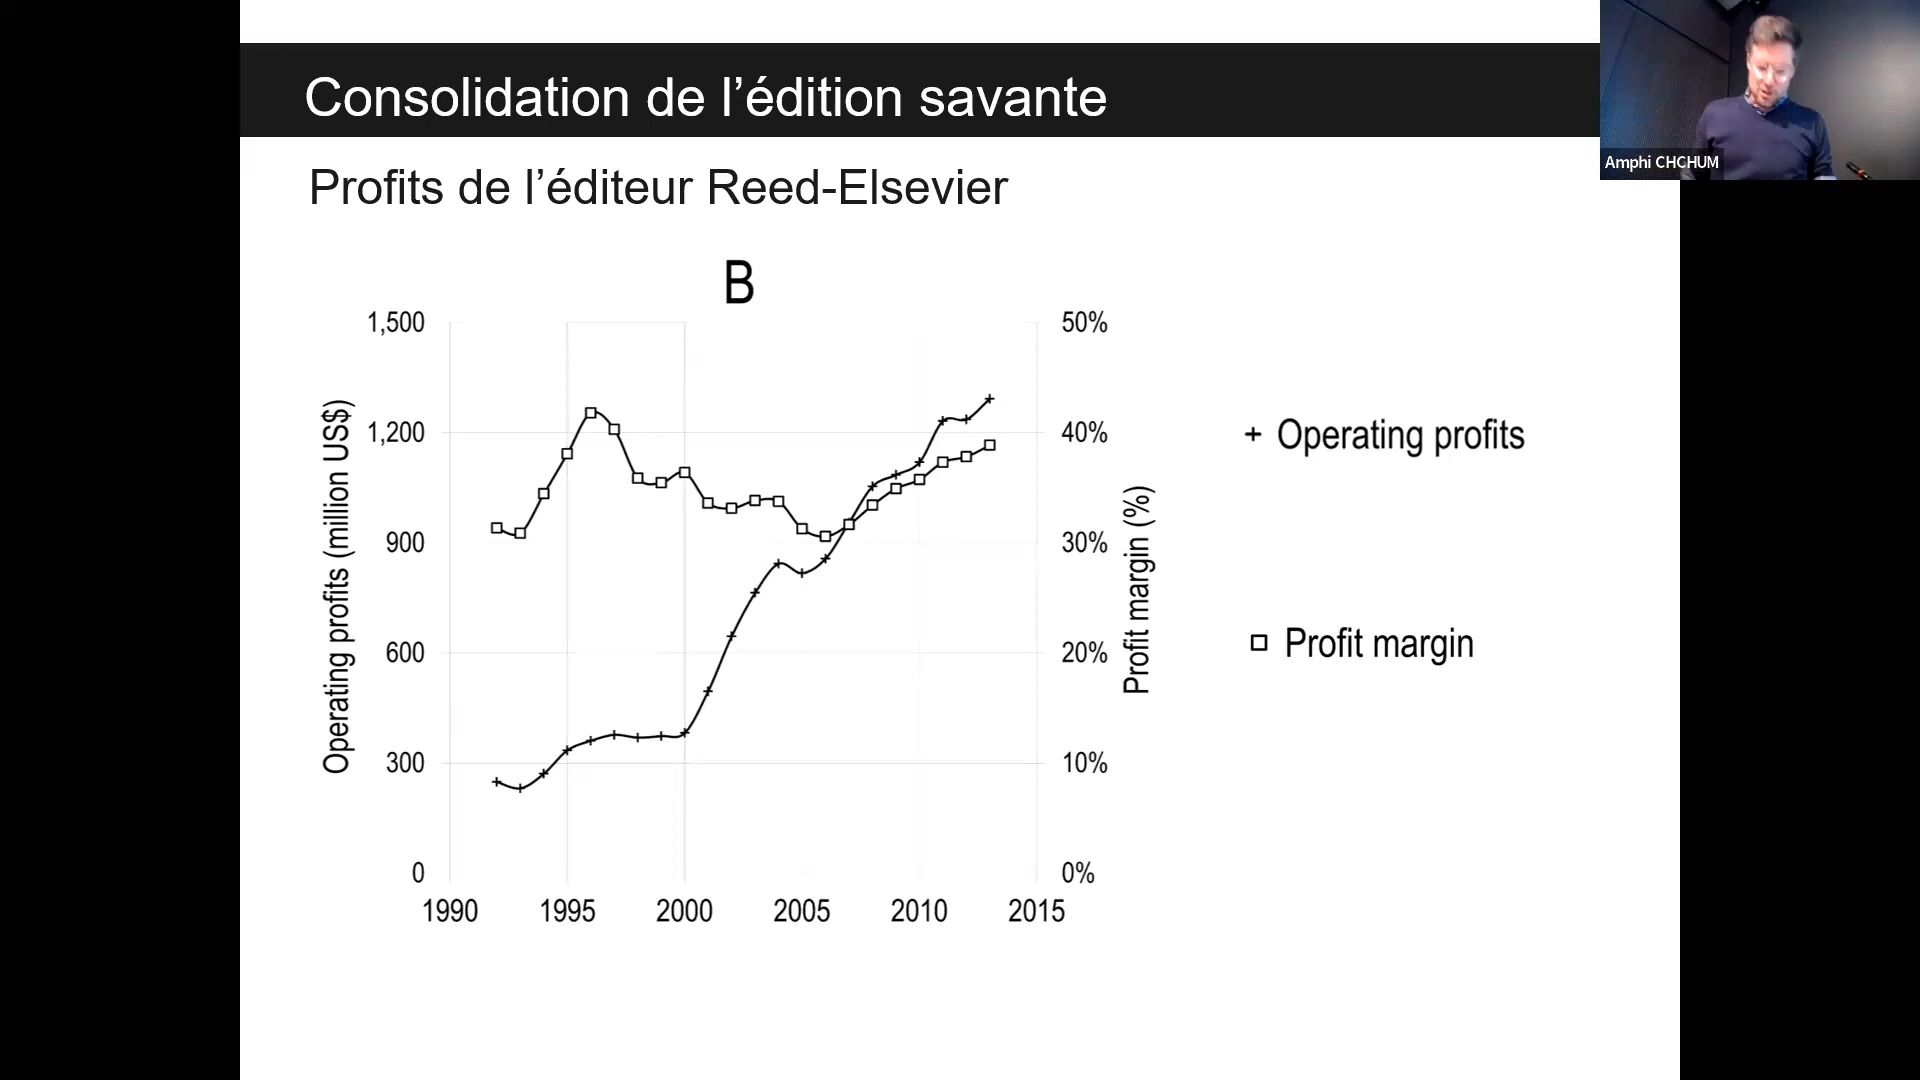 Consolidation de l’édition savante
Amphi CHCHUM
Profits de l’éditeur Reed-Elsevier
B
1,500
1,200
900
600
300
0
Operating profits (million US$)
50%
40%
30%
20%
10%
0%
Profit margin (%)
1990 1995 2000 2005 2010 2015
Operating profits
Profit margin